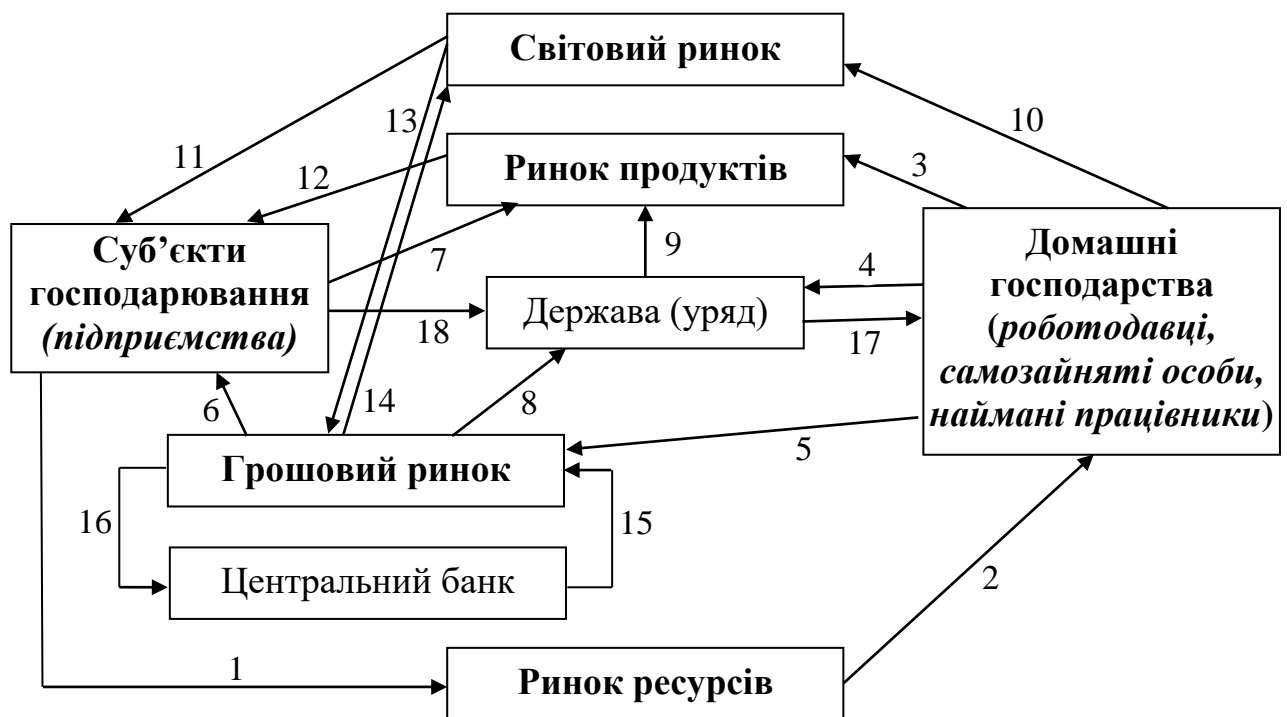 Світовий ринок
13
10
11
Ринок продуктів
3
12
Суб’єкти
господарювання
(підприємства)
7
9
4
Домашні
господарства
(роботодавці,
самозайняті особи,
наймані працівники)
Держава (уряд)
18
17
6
14
8
5
Грошовий ринок
16
15
Центральний банк
2
1
Ринок ресурсів